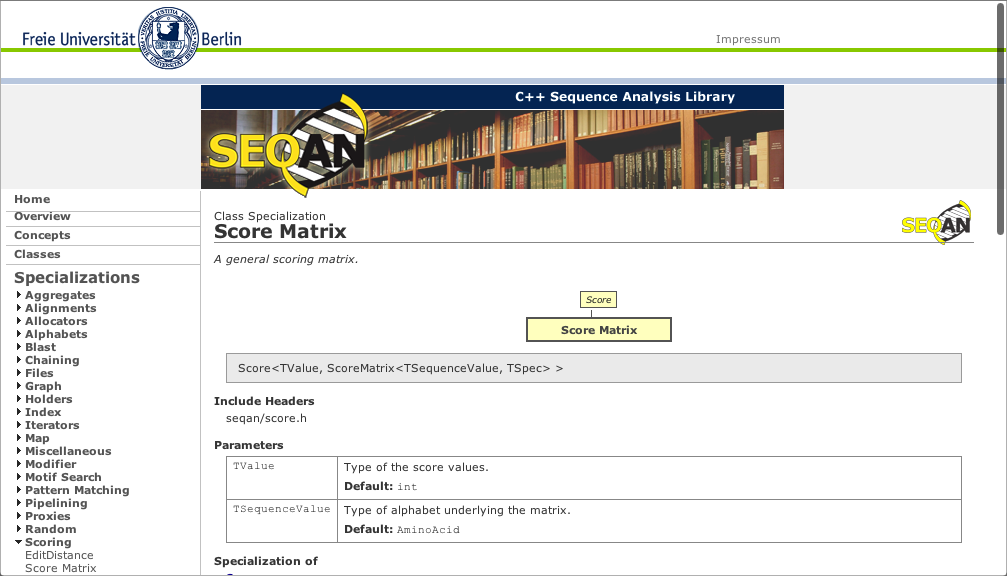 Freie Universität Berlin
Impressum
C++ Sequence Analysis Library
SEQAN
Home
Overview
Concepts
Classes
Specializations
Aggregates
Alignments
Allocators
Alphabets
Blast
Chaining
Files
Graph
Holders
Index
Iterators
Map
Miscellaneous
Modifier
Motif Search
Pattern Matching
Pipelining
Proxies
Random
Scoring
EditDistance
Score Matrix
Class Specialization
Score Matrix
SEQAN
A general scoring matrix.
Score
Score Matrix
Score<TValue, ScoreMatrix<TSequenceValue, TSpec> >
Include Headers
seqan/score.h
Parameters
TValue
Type of the score values.
Default: int
TSequenceValue
Type of alphabet underlying the matrix.
Default: AminoAcid
Specialization of